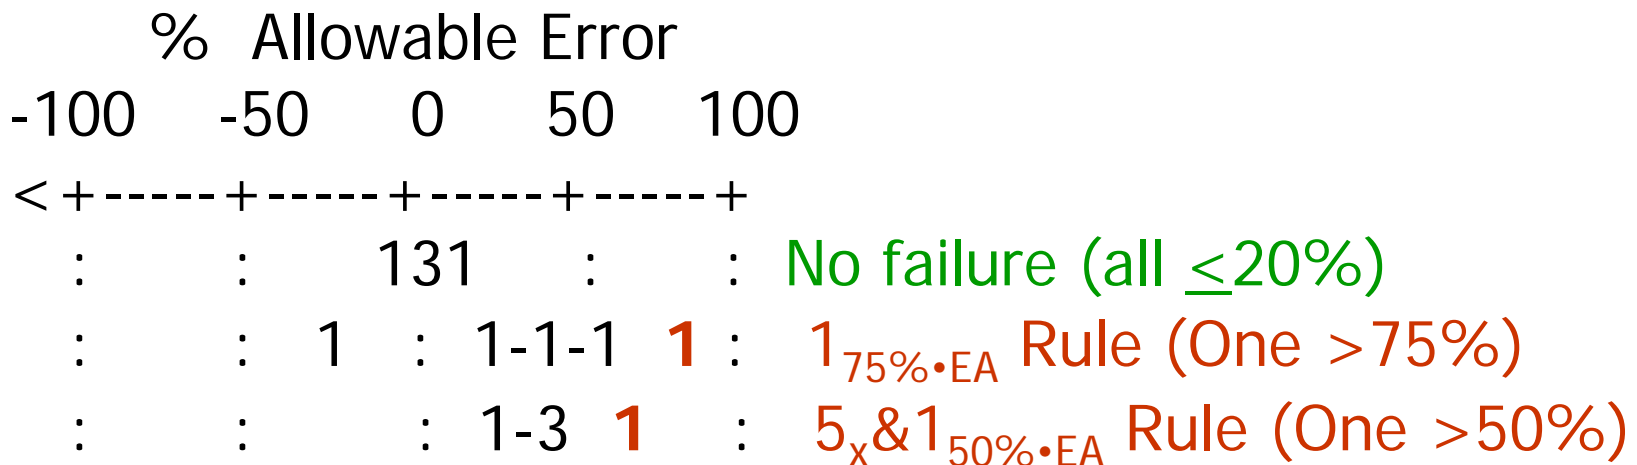 % Allowable Error
-100 -50 0 50 100
<+-----+-----+-----+-----+
: : 131 : : No failure (all <20%)
: : 1 : 1-1-1 1 : 175%•EA Rule (One >75%)
: : : 1-3 1 : 5x&150%•EA Rule (One >50%)